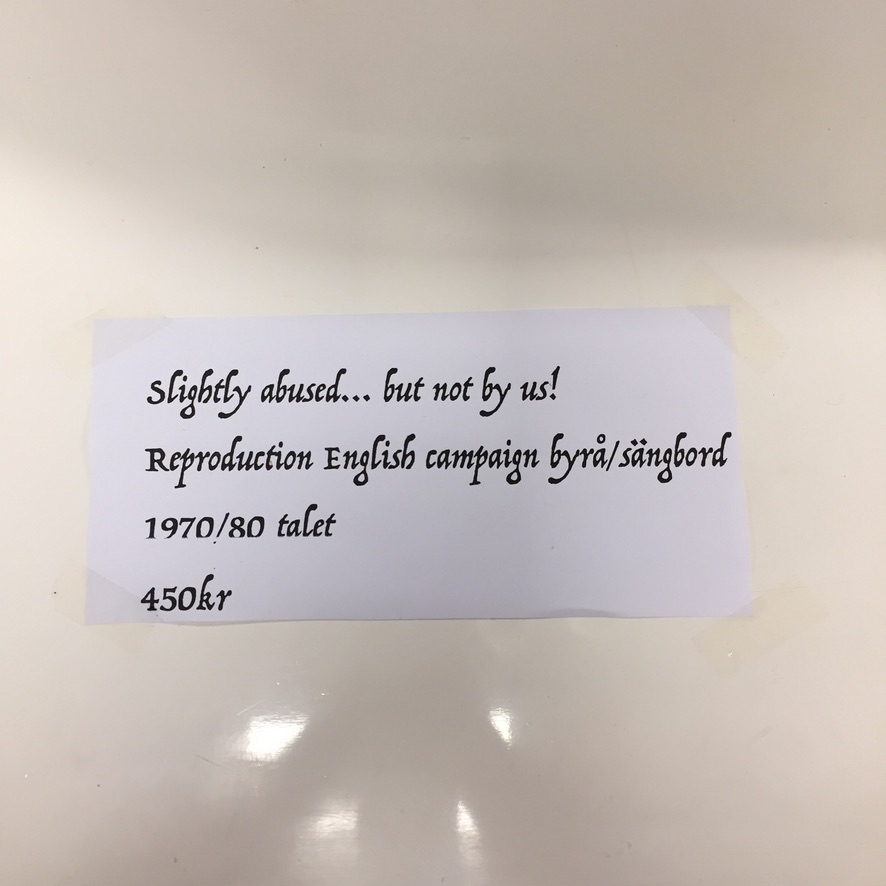 Slightly abused... but not by us!
Reproduction English campaign byrå/sängbord
1970/80 talet
450kr